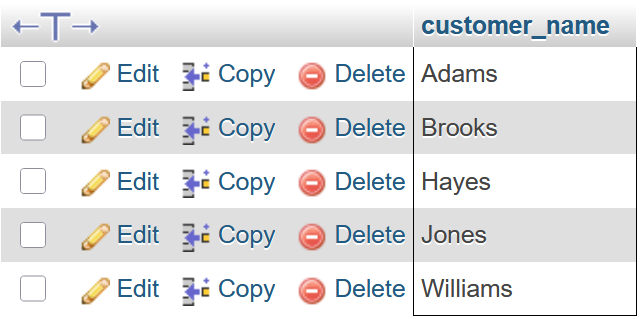 customer_name
Edit Copy Delete Adams
Edit Copy Delete Brooks
Edit Copy Delete Hayes
Edit Copy Delete Jones
Edit Copy Delete Williams